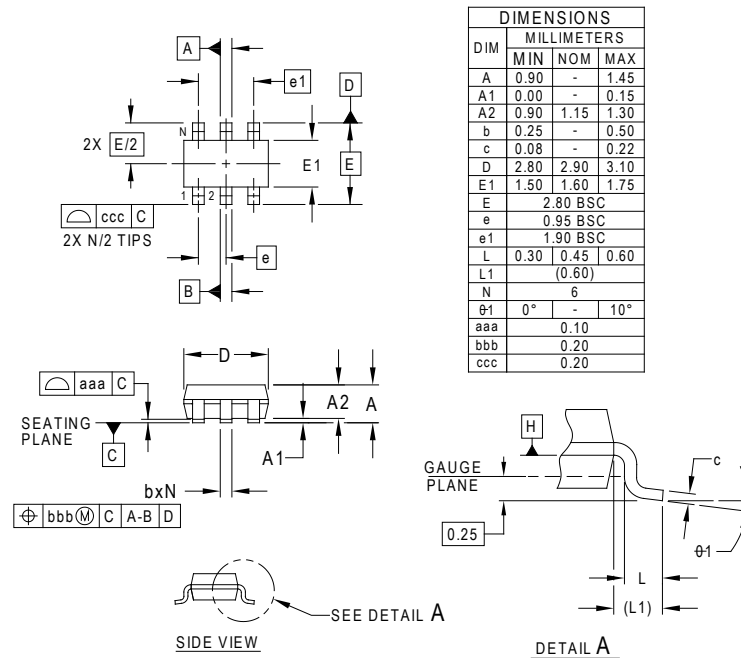 A
e1
D
N
2X E/2
E1
E
1
2
ccc C
2X N/2 TIPS
e
B
DIMENSIONS
DIM MILLIMETERS
MIN NOM MAX
A 0.90 - 1.45
A1 0.00 - 0.15
A2 0.90 1.15 1.30
b 0.25 - 0.50
c 0.08 - 0.22
D 2.80 2.90 3.10
E1 1.50 1.60 1.75
E 2.80 BSC
e 0.95 BSC
e1 1.90 BSC
L 0.30 0.45 0.60
L1 (0.60)
N 6
θ1 0° - 10°
aaa 0.10
bbb 0.20
ccc 0.20
D
aaa C
A2 A
SEATING
PLANE
C
A1
bxN
⌖ bbbⓂ C A-B D
SIDE VIEW
SEE DETAIL A
H
GAUGE
PLANE
c
0.25
θ1
L
(L1)
DETAIL A